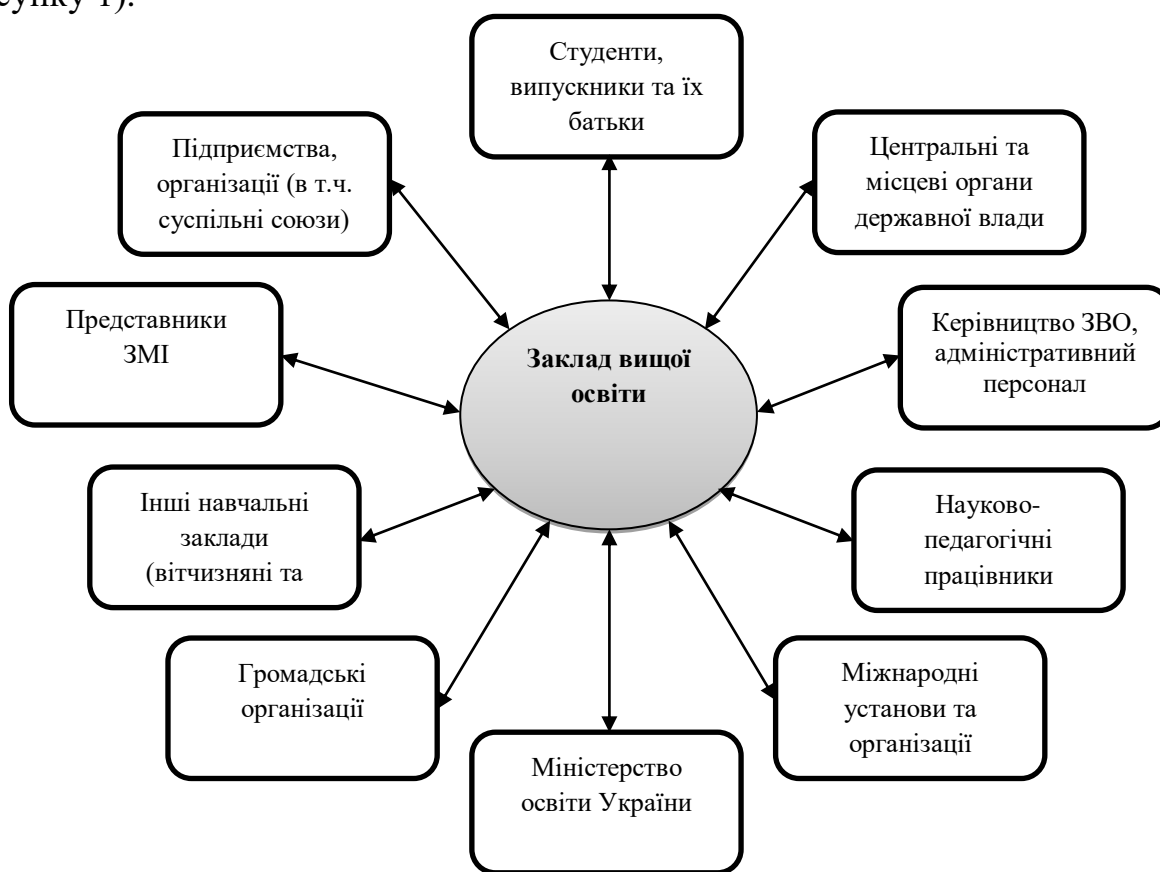 сунку 1).
Студенти,
випускники та їх
батьки
Підприємства,
організації (в т.ч.
суспільні союзи)
Центральні та
місцеві органи
державної влади
Представники
ЗМІ
Заклад вищої
освіти
Керівництво ЗВО,
адміністративний
персонал
Інші навчальні
заклади
(вітчизняні та
Науково-
педагогічні
працівники
Громадські
організації
Міжнародні
установи та
організації
Міністерство
освіти України